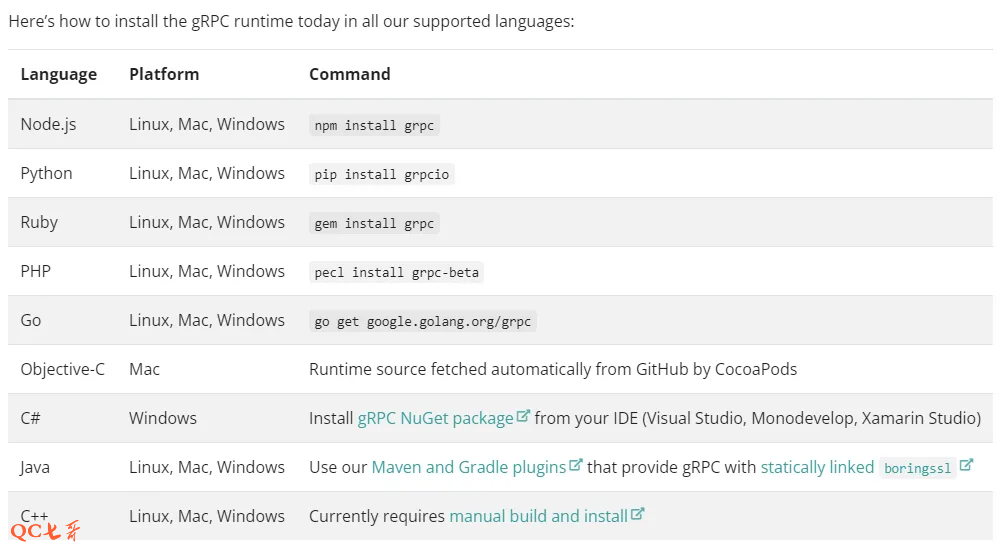 Here's how to install the gRPC runtime today in all our supported languages:
Language Platform Command
Node.js Linux, Mac, Windows npm install grpc
Python Linux, Mac, Windows pip install grpcio
Ruby Linux, Mac, Windows gem install grpc
PHP Linux, Mac, Windows pecl install grpc-beta
Go Linux, Mac, Windows go get google.golang.org/grpc
Objective-C Mac Runtime source fetched automatically from GitHub by CocoaPods
C# Windows Install gRPC NuGet package from your IDE (Visual Studio, Monodevelop, Xamarin Studio)
Java Linux, Mac, Windows Use our Maven and Gradle plugins that provide gRPC with statically linked boringssl
C++ Linux, Mac, Windows Currently requires manual build and install
QC七哥